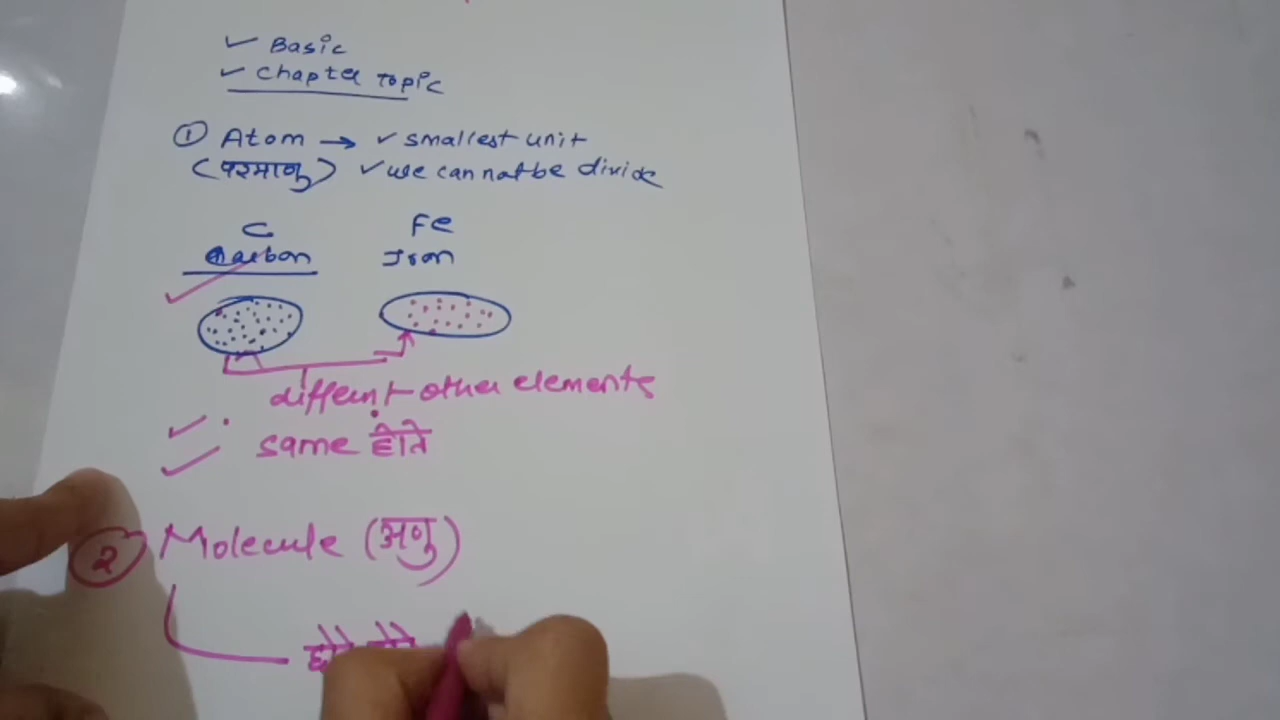 ✓ Basic
✓ Chapter Topic
① Atom → ✓ smallest unit
(परमाणु) ✓ we can not be divide
C Fe
Carbon Iron
different other elements
same होते
② Molecule (अणु)